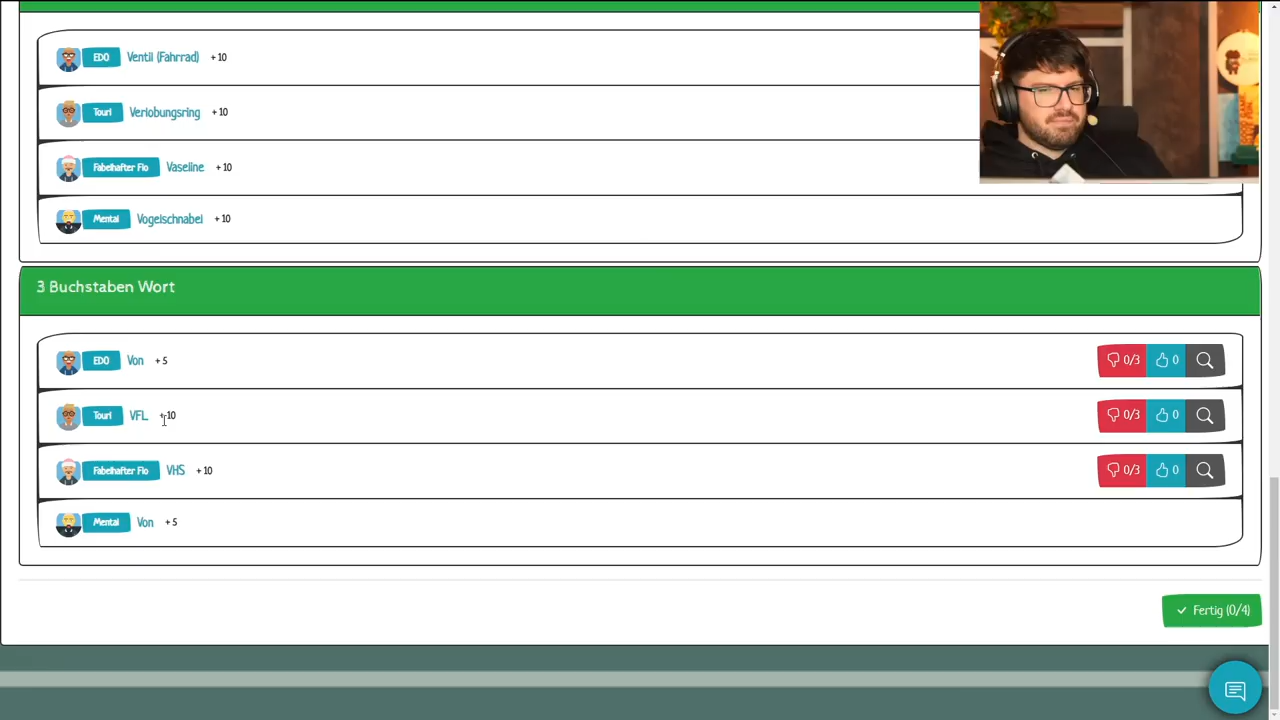 EDO Ventil (Fahrrad) + 10
Touri Verlobungsring + 10
Fabelhafter Flo Vaseline + 10
Mental Vogelschnabel + 10
3 Buchstaben Wort
EDO Von + 5 0/3 0
Touri VFL + 10 0/3 0
Fabelhafter Flo VHS + 10 0/3 0
Mental Von + 5
Fertig (0/4)